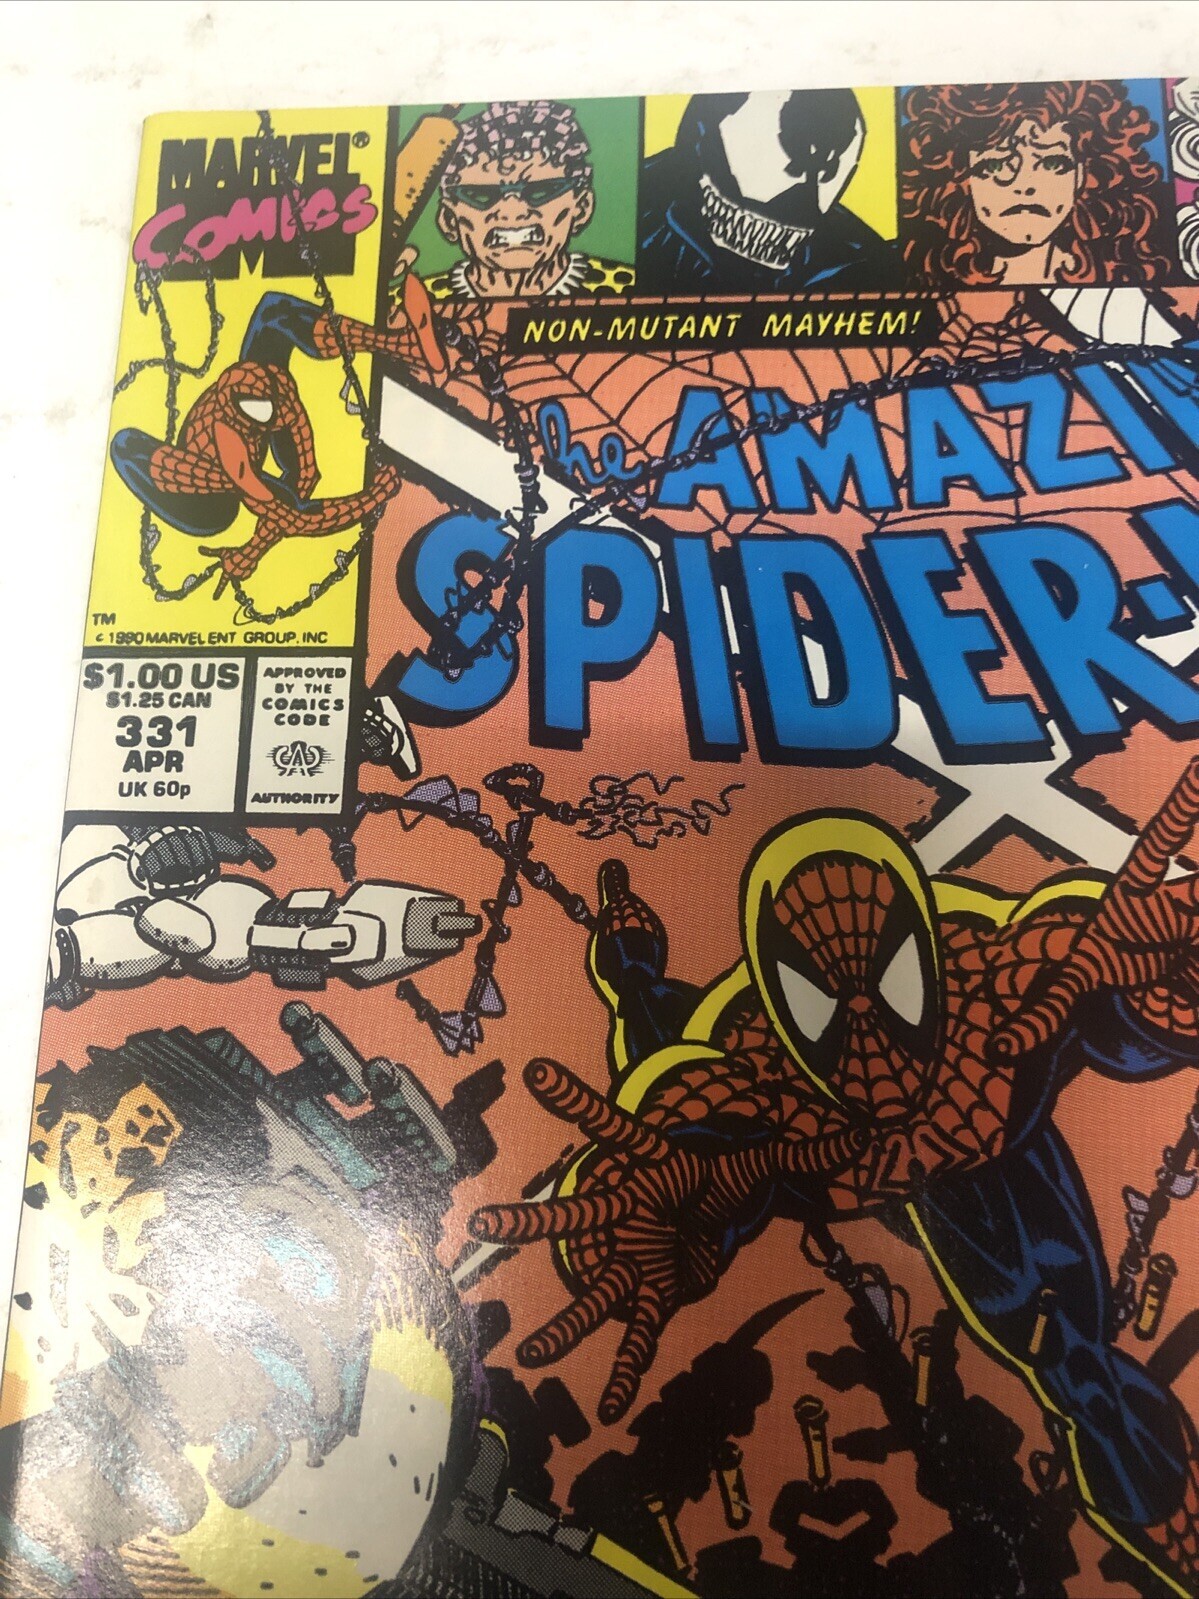 MARVEL®
COMICS
M
NON-MUTANT MAYHEM!
The AMAZI
SPIDER-
TM
© 1990 MARVEL ENT GROUP, INC
$1.00 US
$1.25 CAN
331
APR
UK 60p
APPROVED
BY THE
COMICS
CODE
CAA
AUTHORITY